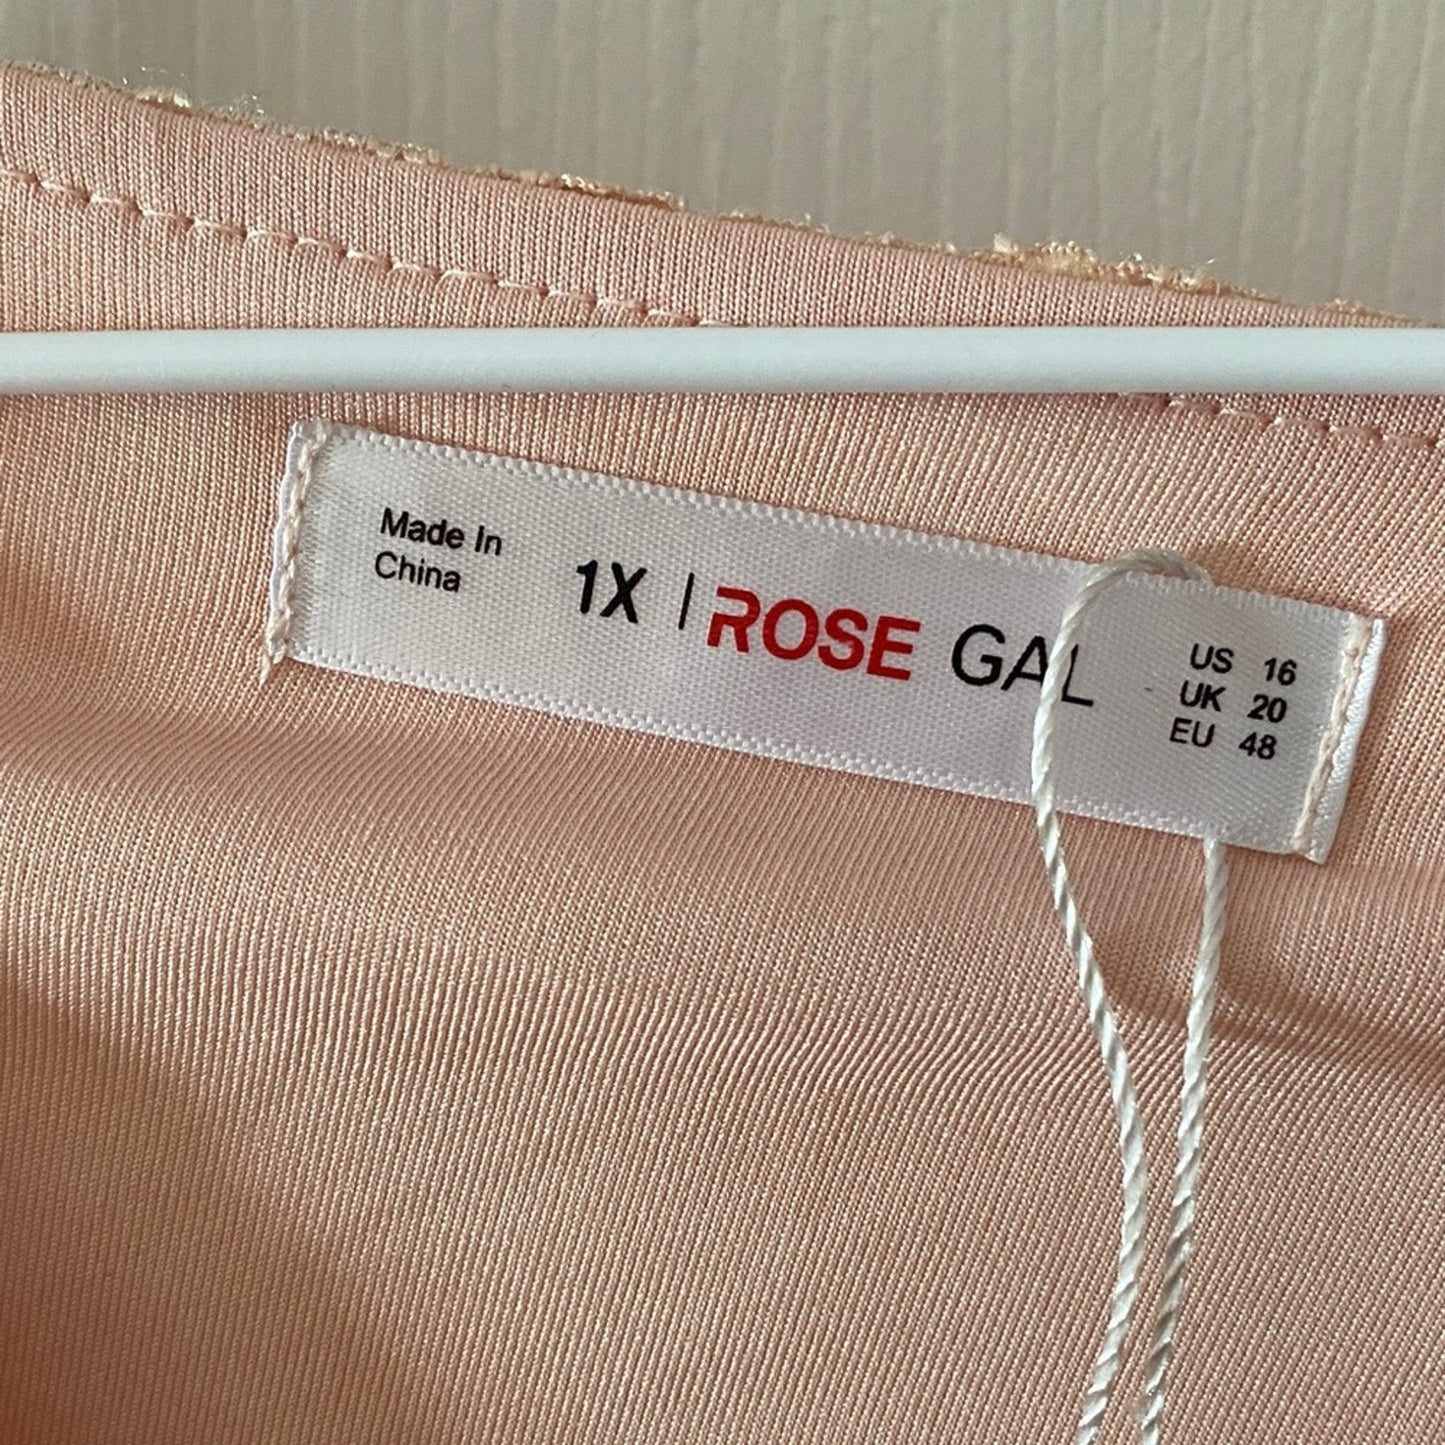 Made In
China
1X | ROSE GAL
US 16
UK 20
EU 48